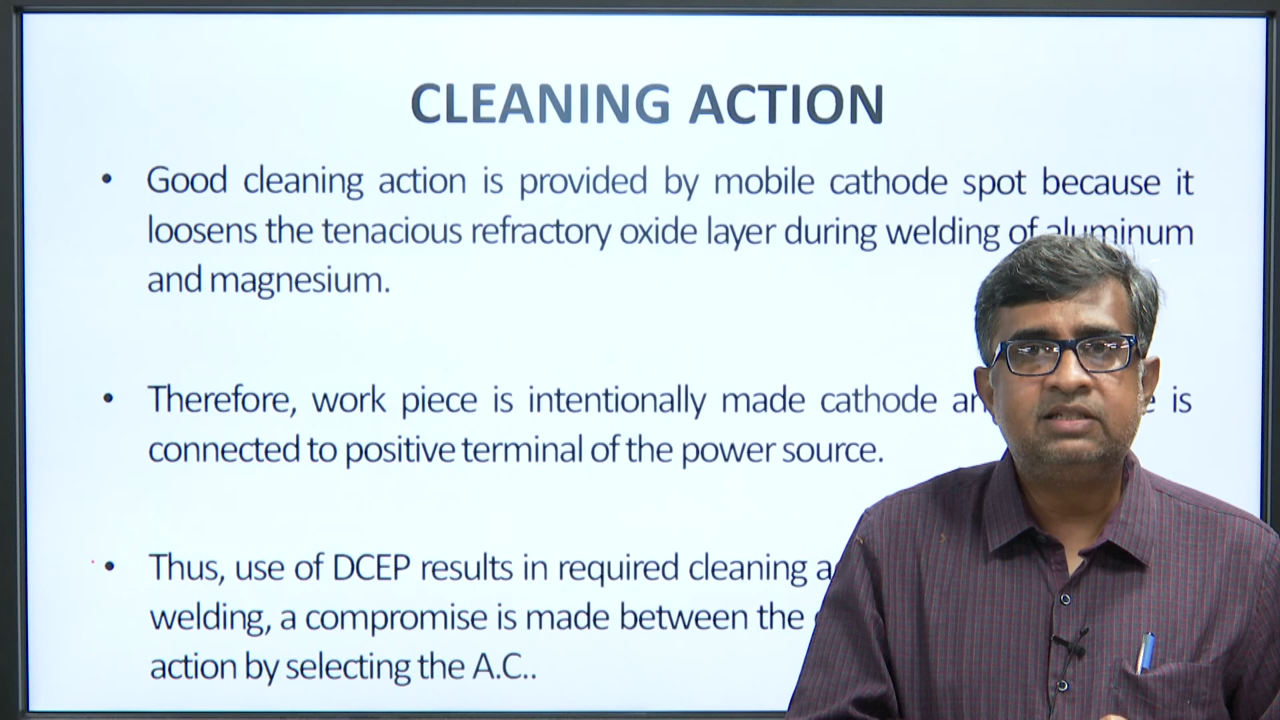 CLEANING ACTION
• Good cleaning action is provided by mobile cathode spot because it
loosens the tenacious refractory oxide layer during welding of aluminum
and magnesium.
• Therefore, work piece is intentionally made cathode is
connected to positive terminal of the power source.
• Thus, use of DCEP results in required cleaning
welding, a compromise is made between the
action by selecting the A.C..